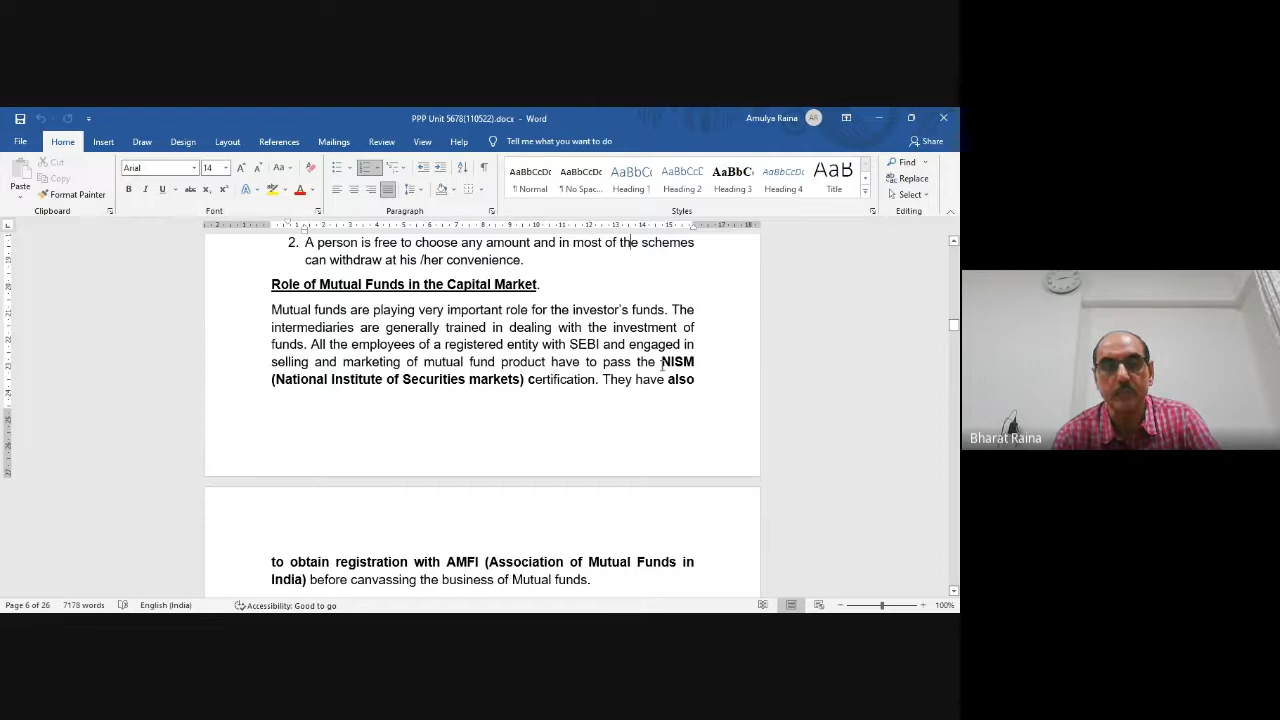 PPP Unit 5678(110522).docx - Word
Amulya Raina
AR
File Home Insert Draw Design Layout References Mailings Review View Help Tell me what you want to do Share
Paste
Cut
Copy
Format Painter
Clipboard
Arial 14
Font
Paragraph
AaBbCcDc AaBbCcDc AaBbCcD AaBbCcD AaBbCc AaBbCcDd AaB
¶ Normal ¶ No Spac... Heading 1 Heading 2 Heading 3 Heading 4 Title
Styles
Find
Replace
Select
Editing
2. A person is free to choose any amount and in most of the schemes
can withdraw at his /her convenience.
Role of Mutual Funds in the Capital Market.
Mutual funds are playing very important role for the investor's funds. The
intermediaries are generally trained in dealing with the investment of
funds. All the employees of a registered entity with SEBI and engaged in
selling and marketing of mutual fund product have to pass the NISM
(National Institute of Securities markets) certification. They have also
to obtain registration with AMFI (Association of Mutual Funds in
India) before canvassing the business of Mutual funds.
Page 6 of 26 7178 words English (India) Accessibility: Good to go 100%
Bharat Raina